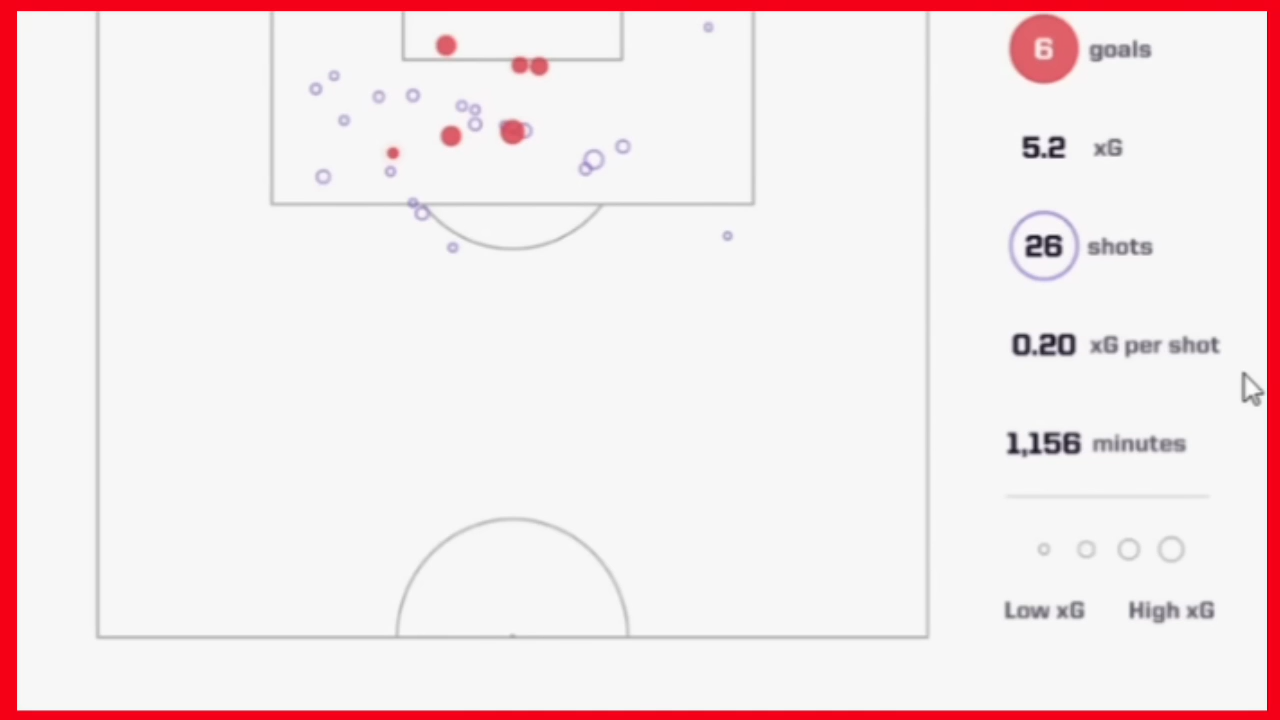 6 goals
5.2 xG
26 shots
0.20 xG per shot
1,156 minutes
Low xG High xG